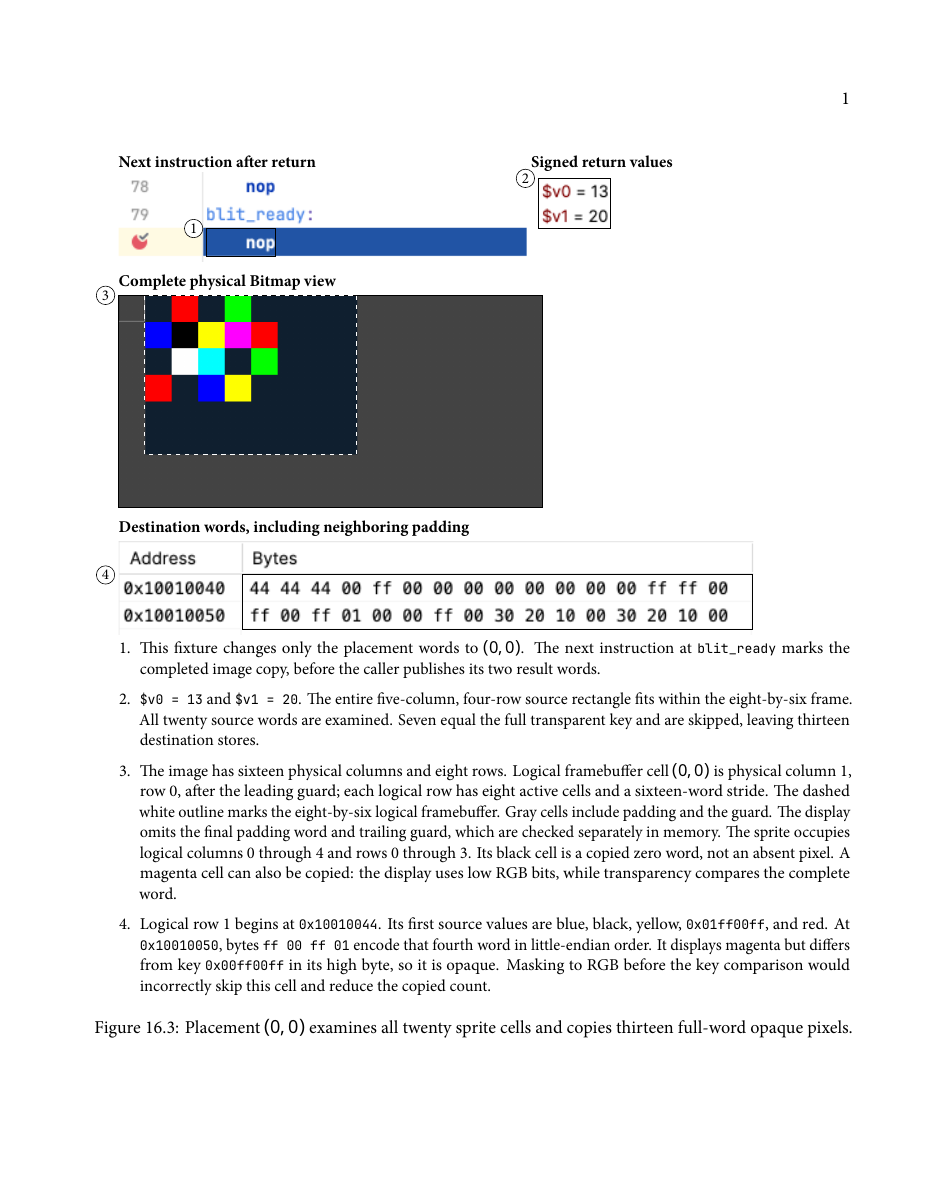 1
Next instruction after return
Signed return values
78 nop
79 blit_ready:
nop
1
2
$v0 = 13
$v1 = 20
Complete physical Bitmap view
3
Destination words, including neighboring padding
Address Bytes
4
0x10010040 44 44 44 00 ff 00 00 00 00 00 00 00 00 ff ff 00
0x10010050 ff 00 ff 01 00 00 ff 00 30 20 10 00 30 20 10 00
1. This fixture changes only the placement words to (0, 0). The next instruction at blit_ready marks the
completed image copy, before the caller publishes its two result words.
2. $v0 = 13 and $v1 = 20. The entire five-column, four-row source rectangle fits within the eight-by-six frame.
All twenty source words are examined. Seven equal the full transparent key and are skipped, leaving thirteen
destination stores.
3. The image has sixteen physical columns and eight rows. Logical framebuffer cell (0, 0) is physical column 1,
row 0, after the leading guard; each logical row has eight active cells and a sixteen-word stride. The dashed
white outline marks the eight-by-six logical framebuffer. Gray cells include padding and the guard. The display
omits the final padding word and trailing guard, which are checked separately in memory. The sprite occupies
logical columns 0 through 4 and rows 0 through 3. Its black cell is a copied zero word, not an absent pixel. A
magenta cell can also be copied: the display uses low RGB bits, while transparency compares the complete
word.
4. Logical row 1 begins at 0x10010044. Its first source values are blue, black, yellow, 0x01ff00ff, and red. At
0x10010050, bytes ff 00 ff 01 encode that fourth word in little-endian order. It displays magenta but differs
from key 0x00ff00ff in its high byte, so it is opaque. Masking to RGB before the key comparison would
incorrectly skip this cell and reduce the copied count.
Figure 16.3: Placement (0, 0) examines all twenty sprite cells and copies thirteen full-word opaque pixels.